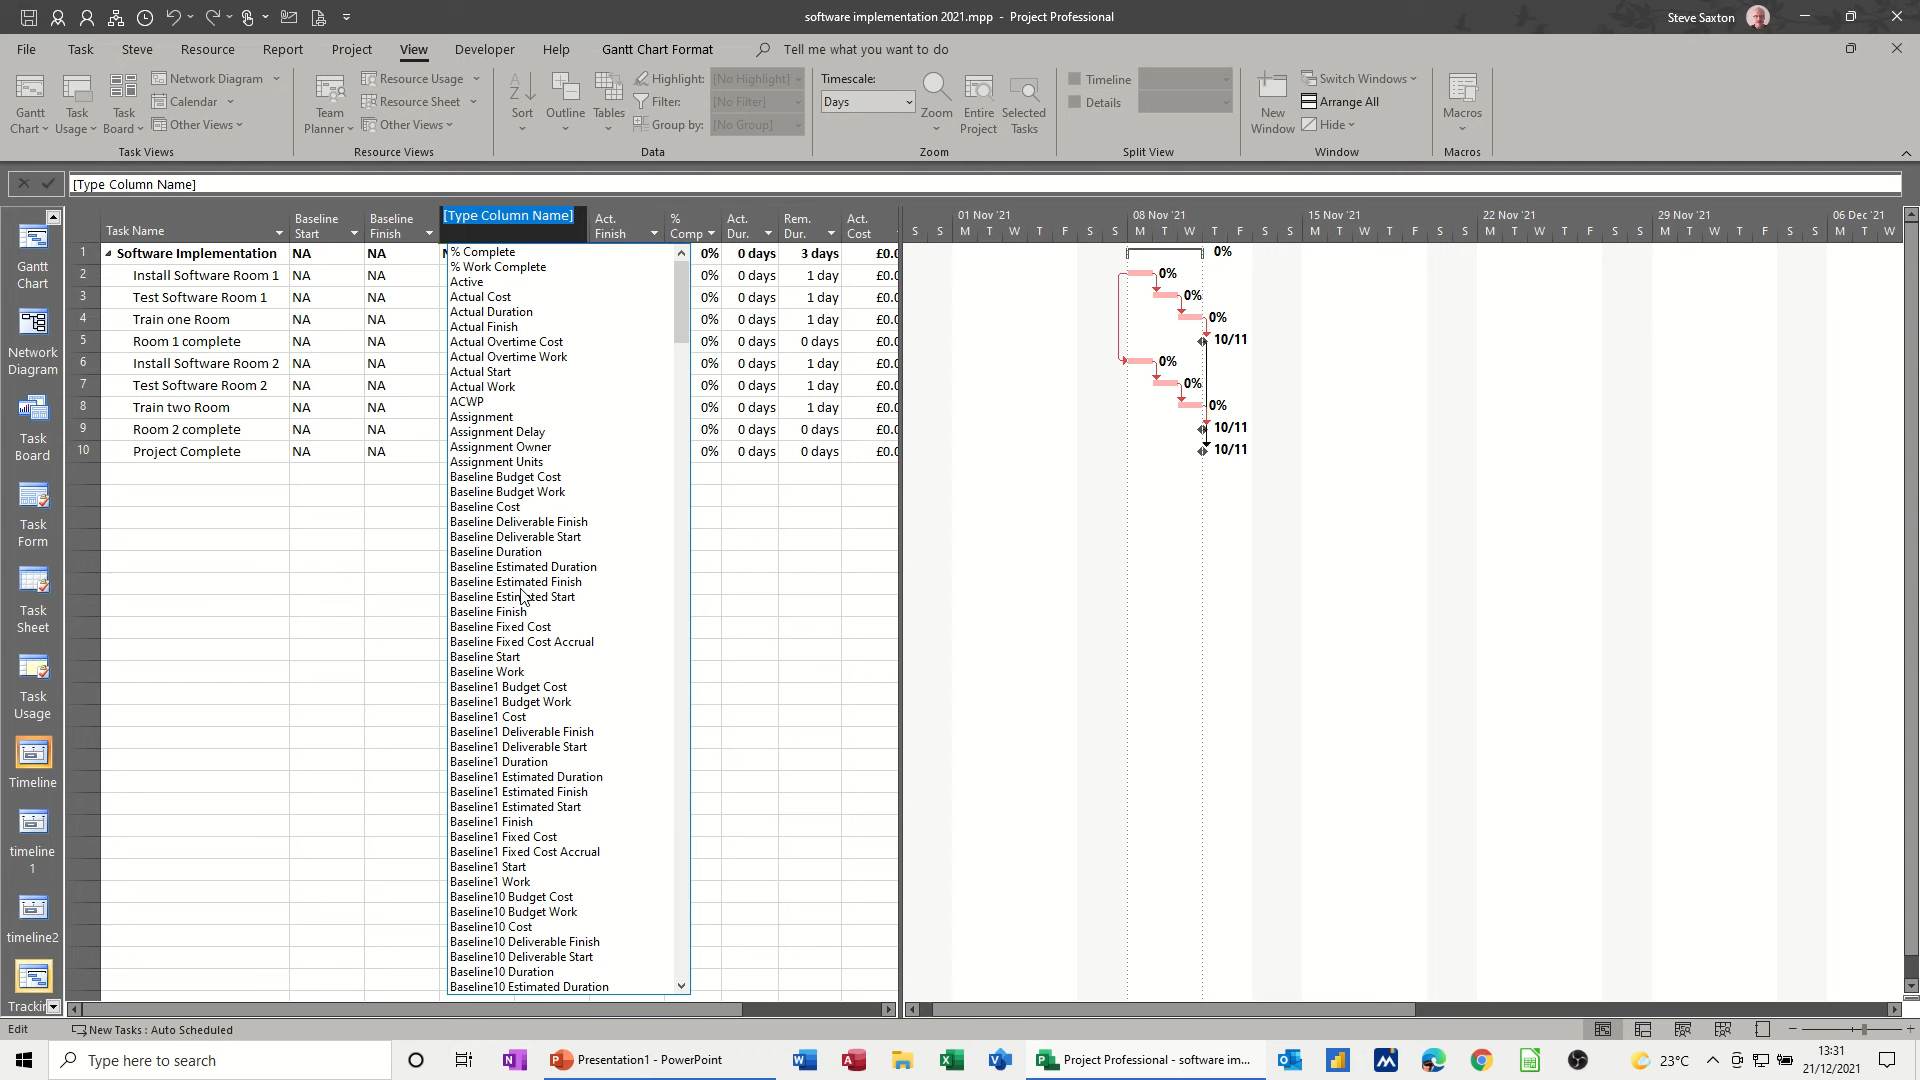 software implementation 2021.mpp - Project Professional
Steve Saxton
File Task Steve Resource Report Project View Developer Help Gantt Chart Format Tell me what you want to do
Gantt Chart
Task Usage
Task Board
Network Diagram
Calendar
Other Views
Task Views
Team Planner
Resource Usage
Resource Sheet
Other Views
Resource Views
Sort
Outline
Tables
Highlight: [No Highlight]
Filter: [No Filter]
Group by: [No Group]
Data
Timescale:
Days
Zoom
Entire Project
Selected Tasks
Zoom
Timeline
Details
Split View
New Window
Switch Windows
Arrange All
Hide
Window
Macros
Macros
[Type Column Name]
Gantt Chart
Network Diagram
Task Board
Task Form
Task Sheet
Task Usage
Timeline
timeline 1
timeline2
Task Name Baseline Start Baseline Finish [Type Column Name] Act. Finish % Comp Act. Dur. Rem. Dur. Act. Cost
1 Software Implementation NA NA 0% 0 days 3 days
2 Install Software Room 1 NA NA 0% 0 days 1 day
3 Test Software Room 1 NA NA 0% 0 days 1 day
4 Train one Room NA NA 0% 0 days 1 day
5 Room 1 complete NA NA 0% 0 days 0 days
6 Install Software Room 2 NA NA 0% 0 days 1 day
7 Test Software Room 2 NA NA 0% 0 days 1 day
8 Train two Room NA NA 0% 0 days 1 day
9 Room 2 complete NA NA 0% 0 days 0 days
10 Project Complete NA NA 0% 0 days 0 days
% Complete
% Work Complete
Active
Actual Cost
Actual Duration
Actual Finish
Actual Overtime Cost
Actual Overtime Work
Actual Start
Actual Work
ACWP
Assignment
Assignment Delay
Assignment Owner
Assignment Units
Baseline Budget Cost
Baseline Budget Work
Baseline Cost
Baseline Deliverable Finish
Baseline Deliverable Start
Baseline Duration
Baseline Estimated Duration
Baseline Estimated Finish
Baseline Estimated Start
Baseline Finish
Baseline Fixed Cost
Baseline Fixed Cost Accrual
Baseline Start
Baseline Work
Baseline1 Budget Cost
Baseline1 Budget Work
Baseline1 Cost
Baseline1 Deliverable Finish
Baseline1 Deliverable Start
Baseline1 Duration
Baseline1 Estimated Duration
Baseline1 Estimated Finish
Baseline1 Estimated Start
Baseline1 Finish
Baseline1 Fixed Cost
Baseline1 Fixed Cost Accrual
Baseline1 Start
Baseline1 Work
Baseline10 Budget Cost
Baseline10 Budget Work
Baseline10 Cost
Baseline10 Deliverable Finish
Baseline10 Deliverable Start
Baseline10 Duration
Baseline10 Estimated Duration
01 Nov '21 08 Nov '21 15 Nov '21 22 Nov '21 29 Nov '21 06 Dec '21
S S M T W T F S S M T W T F S S M T W T F S S M T W T F S S M T W T F S S M T W
0%
0%
0%
0%
10/11
0%
0%
0%
10/11
10/11
Edit New Tasks : Auto Scheduled
Type here to search
Presentation1 - PowerPoint
Project Professional - software im...
23°C
13:31
21/12/2021